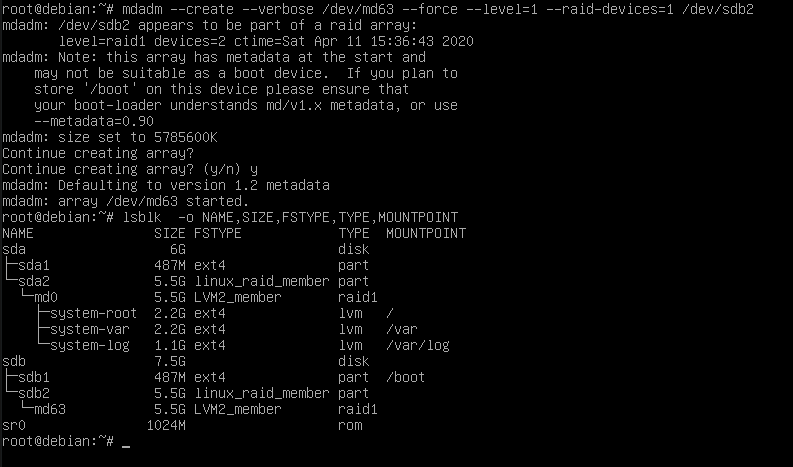 root@debian:~# mdadm --create --verbose /dev/md63 --force --level=1 --raid-devices=1 /dev/sdb2
mdadm: /dev/sdb2 appears to be part of a raid array:
       level=raid1 devices=2 ctime=Sat Apr 11 15:36:43 2020
mdadm: Note: this array has metadata at the start and
    may not be suitable as a boot device.  If you plan to
    store '/boot' on this device please ensure that
    your boot-loader understands md/v1.x metadata, or use
    --metadata=0.90
mdadm: size set to 5785600K
Continue creating array?
Continue creating array? (y/n) y
mdadm: Defaulting to version 1.2 metadata
mdadm: array /dev/md63 started.
root@debian:~# lsblk  -o NAME,SIZE,FSTYPE,TYPE,MOUNTPOINT
NAME                SIZE FSTYPE            TYPE  MOUNTPOINT
sda                   6G                   disk
├─sda1              487M ext4              part
└─sda2              5.5G linux_raid_member part
  └─md0             5.5G LVM2_member       raid1
    ├─system-root   2.2G ext4              lvm   /
    ├─system-var    2.2G ext4              lvm   /var
    └─system-log    1.1G ext4              lvm   /var/log
sdb                 7.5G                   disk
├─sdb1              487M ext4              part  /boot
└─sdb2              5.5G linux_raid_member part
  └─md63            5.5G LVM2_member       raid1
sr0                1024M                   rom
root@debian:~# _